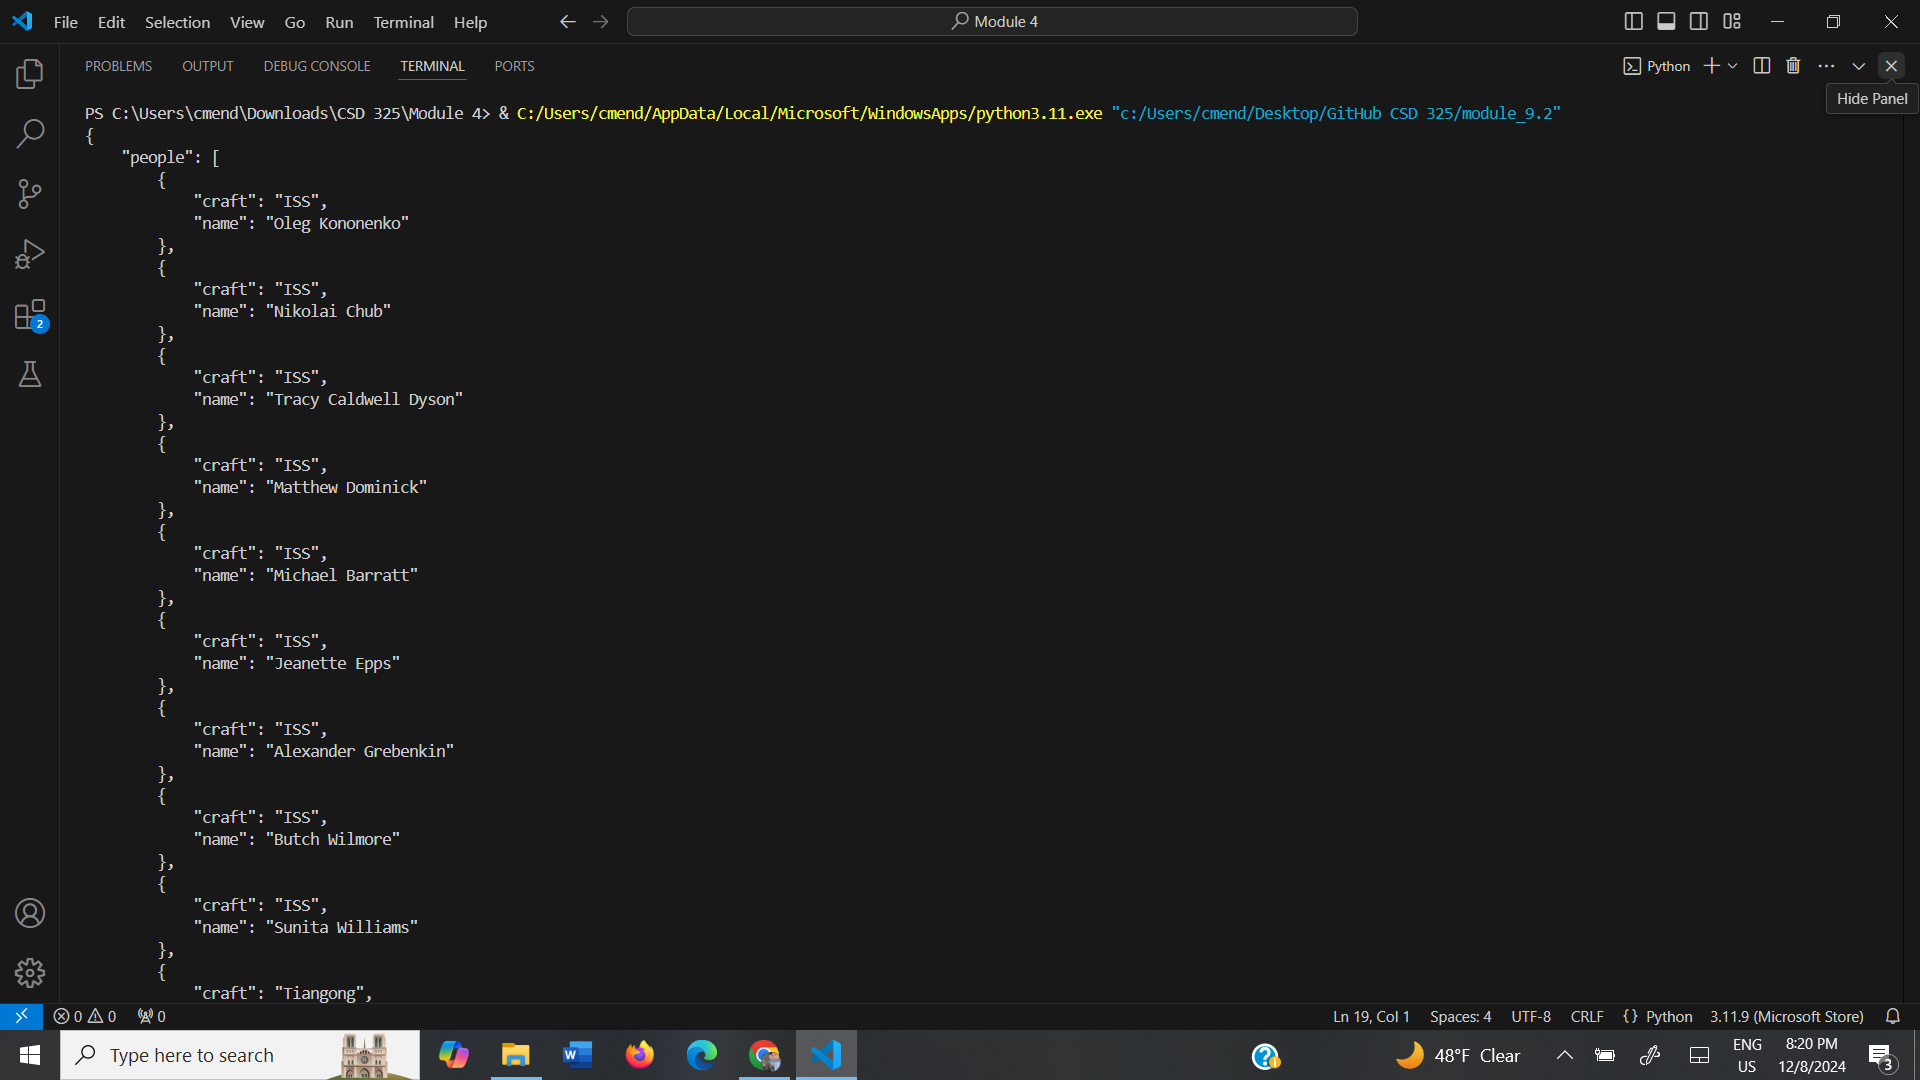 File Edit Selection View Go Run Terminal Help
Module 4
PROBLEMS OUTPUT DEBUG CONSOLE TERMINAL PORTS
Python
Hide Panel
PS C:\Users\cmend\Downloads\CSD 325\Module 4> & C:/Users/cmend/AppData/Local/Microsoft/WindowsApps/python3.11.exe "c:/Users/cmend/Desktop/GitHub CSD 325/module_9.2"
{
    "people": [
        {
            "craft": "ISS",
            "name": "Oleg Kononenko"
        },
        {
            "craft": "ISS",
            "name": "Nikolai Chub"
        },
        {
            "craft": "ISS",
            "name": "Tracy Caldwell Dyson"
        },
        {
            "craft": "ISS",
            "name": "Matthew Dominick"
        },
        {
            "craft": "ISS",
            "name": "Michael Barratt"
        },
        {
            "craft": "ISS",
            "name": "Jeanette Epps"
        },
        {
            "craft": "ISS",
            "name": "Alexander Grebenkin"
        },
        {
            "craft": "ISS",
            "name": "Butch Wilmore"
        },
        {
            "craft": "ISS",
            "name": "Sunita Williams"
        },
        {
            "craft": "Tiangong",
2
0 0 0
Ln 19, Col 1 Spaces: 4 UTF-8 CRLF {} Python 3.11.9 (Microsoft Store)
Type here to search
48°F Clear
ENG
US
8:20 PM
12/8/2024
3